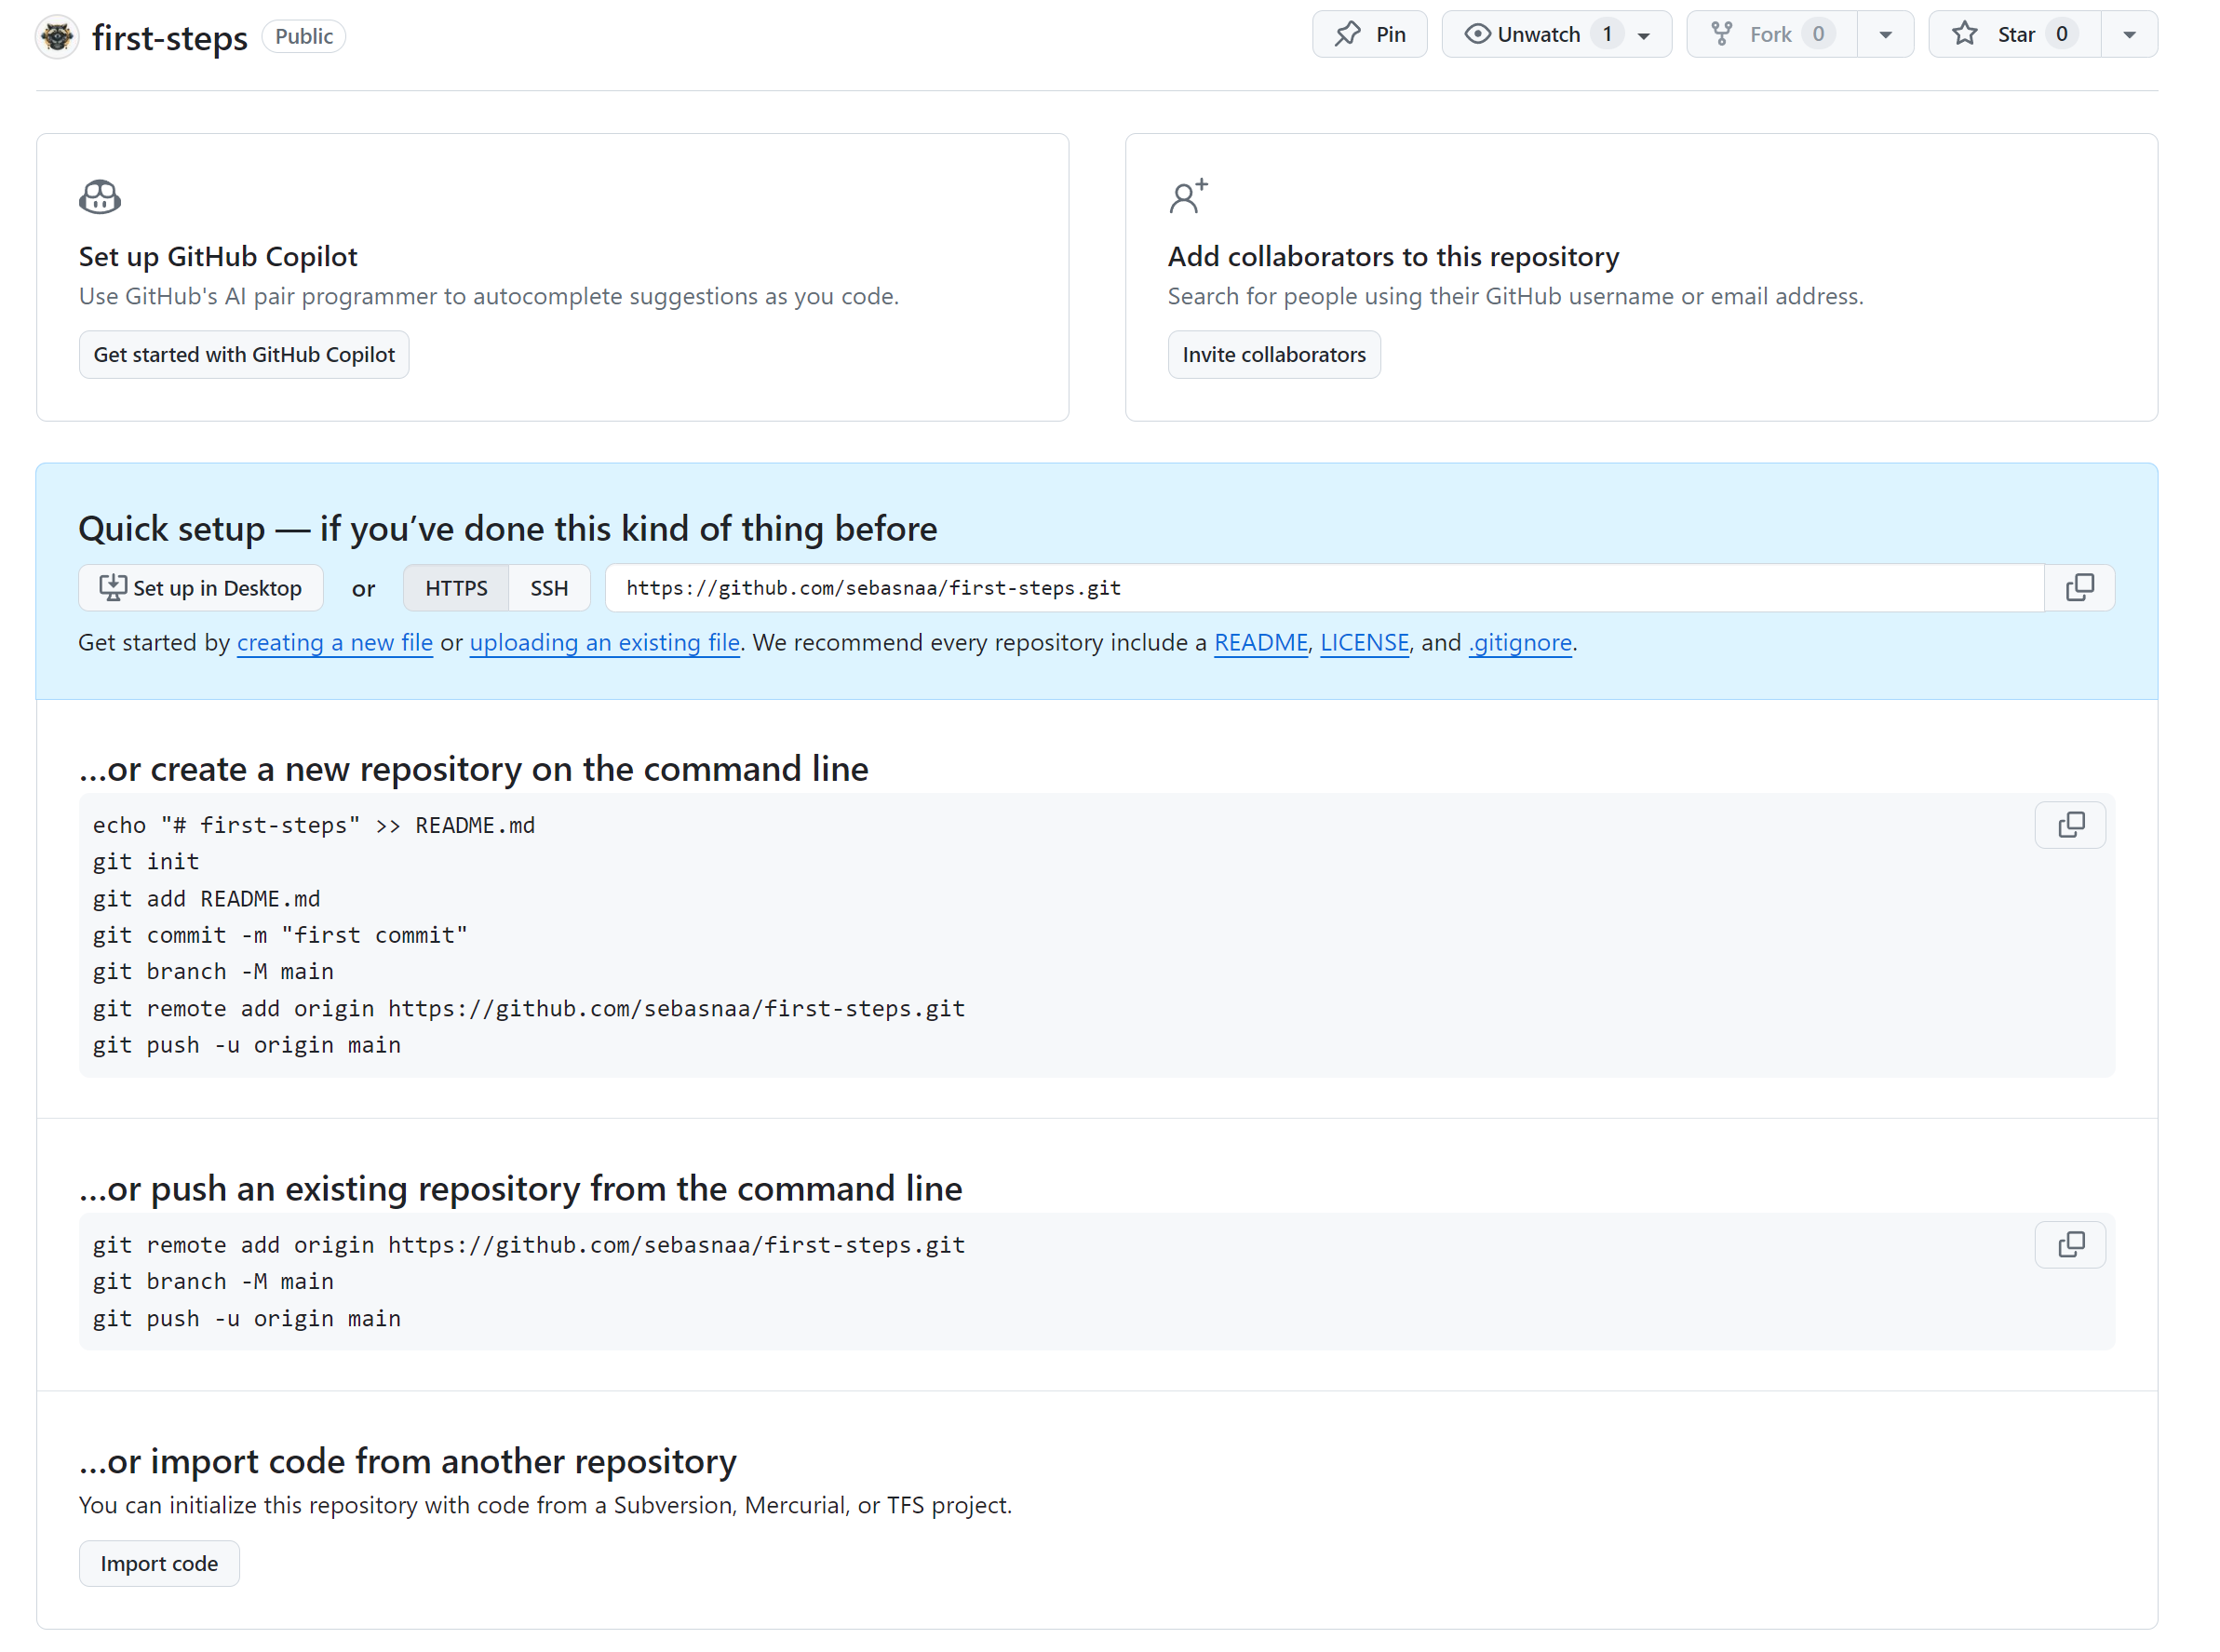 first-steps Public Pin Unwatch 1 Fork 0 Star 0
Set up GitHub Copilot
Use GitHub's AI pair programmer to autocomplete suggestions as you code.
Get started with GitHub Copilot
Add collaborators to this repository
Search for people using their GitHub username or email address.
Invite collaborators
Quick setup — if you’ve done this kind of thing before
Set up in Desktop or HTTPS SSH https://github.com/sebasnaa/first-steps.git
Get started by creating a new file or uploading an existing file. We recommend every repository include a README, LICENSE, and .gitignore.
…or create a new repository on the command line
echo "# first-steps" >> README.md
git init
git add README.md
git commit -m "first commit"
git branch -M main
git remote add origin https://github.com/sebasnaa/first-steps.git
git push -u origin main
…or push an existing repository from the command line
git remote add origin https://github.com/sebasnaa/first-steps.git
git branch -M main
git push -u origin main
…or import code from another repository
You can initialize this repository with code from a Subversion, Mercurial, or TFS project.
Import code